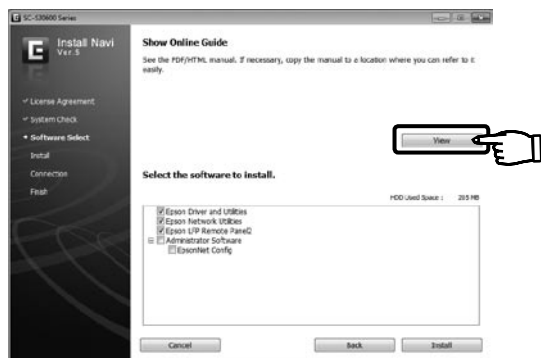 SC-S30600 Series
Install Navi
Ver.5
License Agreement
System Check
Software Select
Install
Connection
Finish
Show Online Guide
See the PDF/HTML manual. If necessary, copy the manual to a location where you can refer to it
easily.
View
Select the software to install.
HDD Used Space : 205 MB
Epson Driver and Utilities
Epson Network Utilities
Epson LFP Remote Panel2
Administrator Software
EpsonNet Config
Cancel
Back
Install